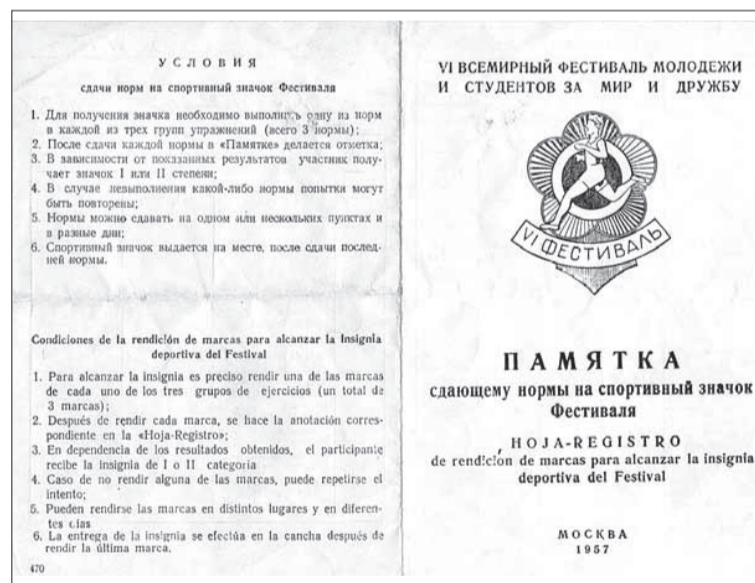 УСЛОВИЯ
сдачи норм на спортивный значок Фестиваля
1. Для получения значка необходимо выполнить одну из норм
в каждой из трех групп упражнений (всего 3 нормы);
2. После сдачи каждой нормы в «Памятке» делается отметка;
3. В зависимости от показанных результатов участник полу-
чает значок I или II степени;
4. В случае невыполнения какой-либо нормы попытки могут
быть повторены;
5. Нормы можно сдавать на одном или нескольких пунктах и
в разные дни;
6. Спортивный значок выдается на месте, после сдачи послед-
ней нормы.
Condiciones de la rendición de marcas para alcanzar la Insignia
deportiva del Festival
1. Para alcanzar la insignia es preciso rendir una de las marcas
de cada uno de los tres grupos de ejercicios (un total de
3 marcas);
2. Después de rendir cada marca, se hace la anotación corres-
pondiente en la «Hoja-Registro»;
3. En dependencia de los resultados obtenidos, el participante
recibe la insignia de I o II categoría
4. Caso de no rendir alguna de las marcas, puede repetirse el
intento;
5. Pueden rendirse las marcas en distintos lugares y en diferen-
tes días
6. La entrega de la insignia se efectúa en la cancha después de
rendir la última marca.
470
VI ВСЕМИРНЫЙ ФЕСТИВАЛЬ МОЛОДЕЖИ
И СТУДЕНТОВ ЗА МИР И ДРУЖБУ
VI ФЕСТИВАЛЬ
ПАМЯТКА
сдающему нормы на спортивный значок
Фестиваля
HOJA-REGISTRO
de rendición de marcas para alcanzar la insignia
deportiva del Festival
МОСКВА
1957